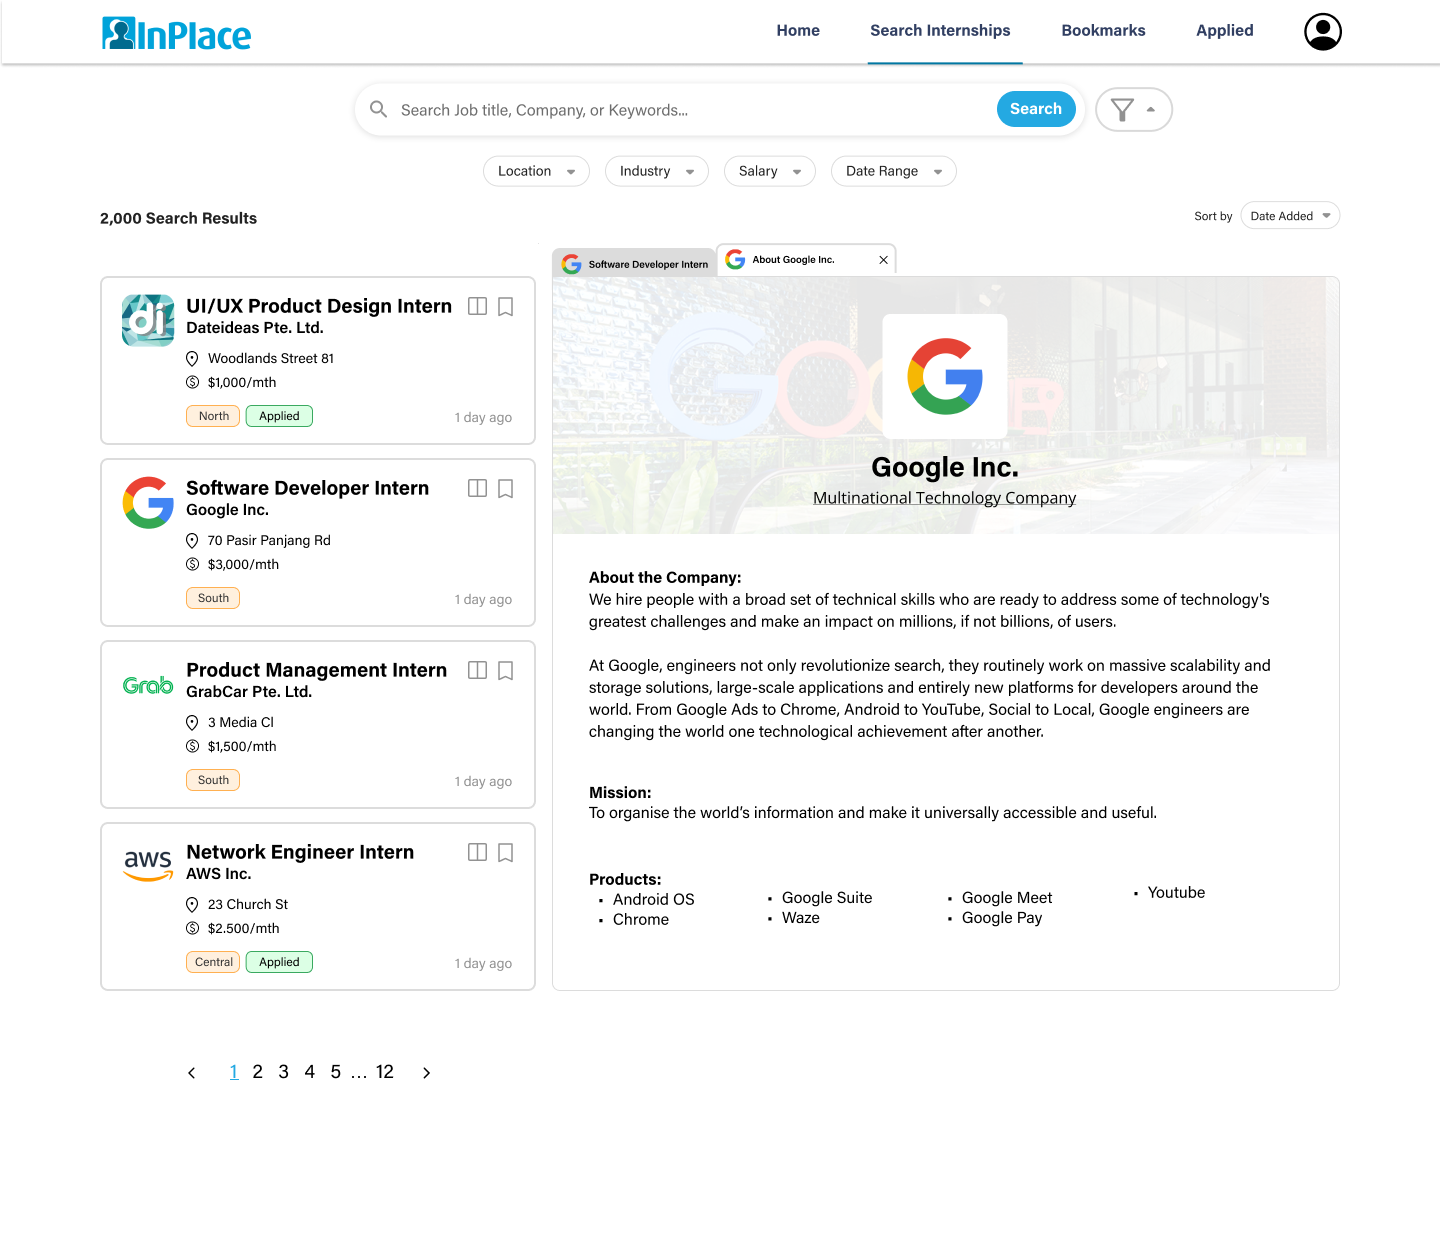 InPlace
Home
Search Internships
Bookmarks
Applied
Search Job title, Company, or Keywords...
Search
Location
Industry
Salary
Date Range
2,000 Search Results
Sort by
Date Added
UI/UX Product Design Intern
Dateideas Pte. Ltd.
di
Woodlands Street 81
$1,000/mth
North
Applied
1 day ago
Software Developer Intern
Google Inc.
70 Pasir Panjang Rd
$3,000/mth
South
1 day ago
Product Management Intern
GrabCar Pte. Ltd.
Grab
3 Media Cl
$1,500/mth
South
1 day ago
Network Engineer Intern
AWS Inc.
aws
23 Church St
$2.500/mth
Central
Applied
1 day ago
1 2 3 4 5 ... 12
Software Developer Intern
About Google Inc.
Google Inc.
Multinational Technology Company
About the Company:
We hire people with a broad set of technical skills who are ready to address some of technology's
greatest challenges and make an impact on millions, if not billions, of users.
At Google, engineers not only revolutionize search, they routinely work on massive scalability and
storage solutions, large-scale applications and entirely new platforms for developers around the
world. From Google Ads to Chrome, Android to YouTube, Social to Local, Google engineers are
changing the world one technological achievement after another.
Mission:
To organise the world’s information and make it universally accessible and useful.
Products:
Android OS
Chrome
Google Suite
Waze
Google Meet
Google Pay
Youtube